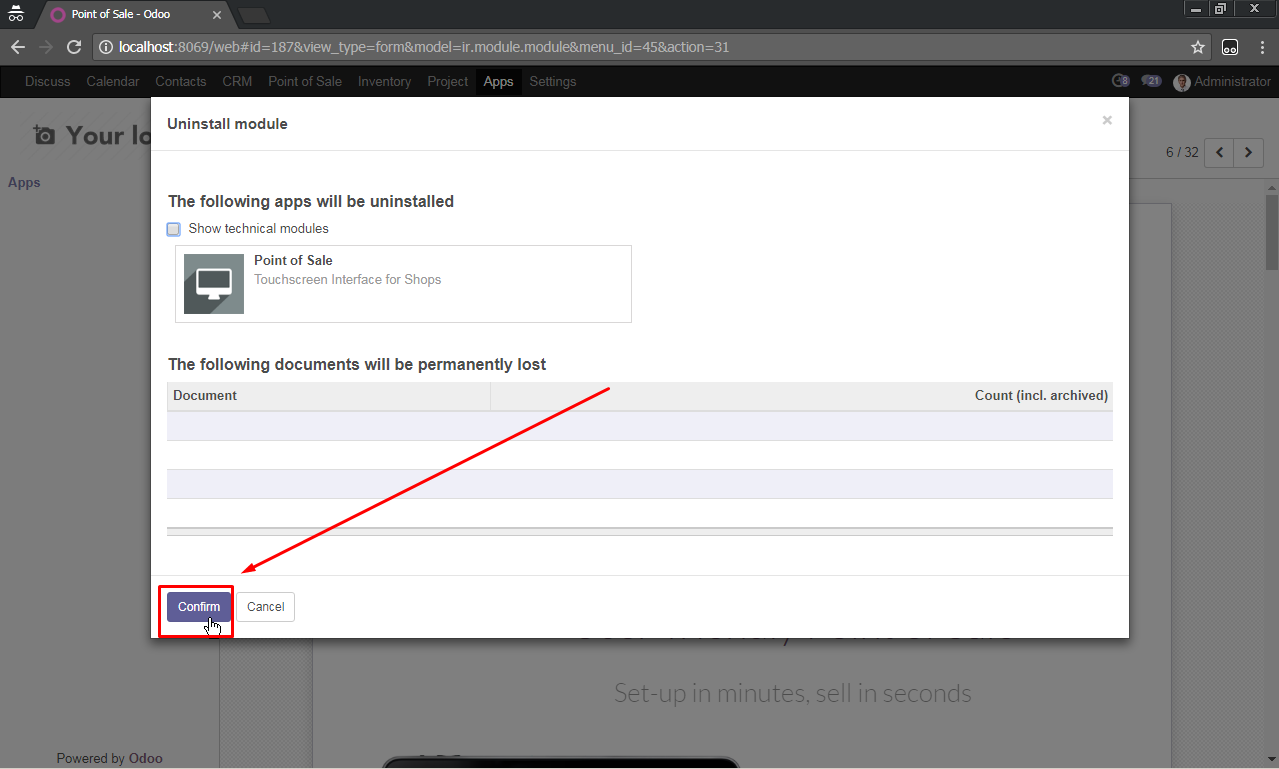 Point of Sale - Odoo
localhost:8069/web#id=187&view_type=form&model=ir.module.module&menu_id=45&action=31
Discuss Calendar Contacts CRM Point of Sale Inventory Project Apps Settings 8 21 Administrator
Your lo
6 / 32
Apps
Uninstall module
The following apps will be uninstalled
Show technical modules
Point of Sale
Touchscreen Interface for Shops
The following documents will be permanently lost
Document Count (incl. archived)
Confirm Cancel
Set-up in minutes, sell in seconds
Powered by Odoo